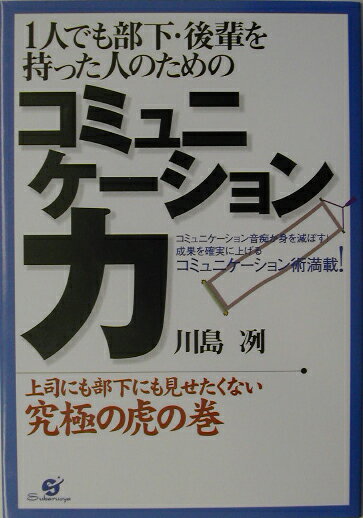 1人でも部下・後輩を
持った人のための
コミュニ
ケーション
力
コミュニケーション音痴が身を滅ぼす!
成果を確実に上げる
コミュニケーション術満載!
川島 冽
上司にも部下にも見せたくない
究極の虎の巻
Subarusya